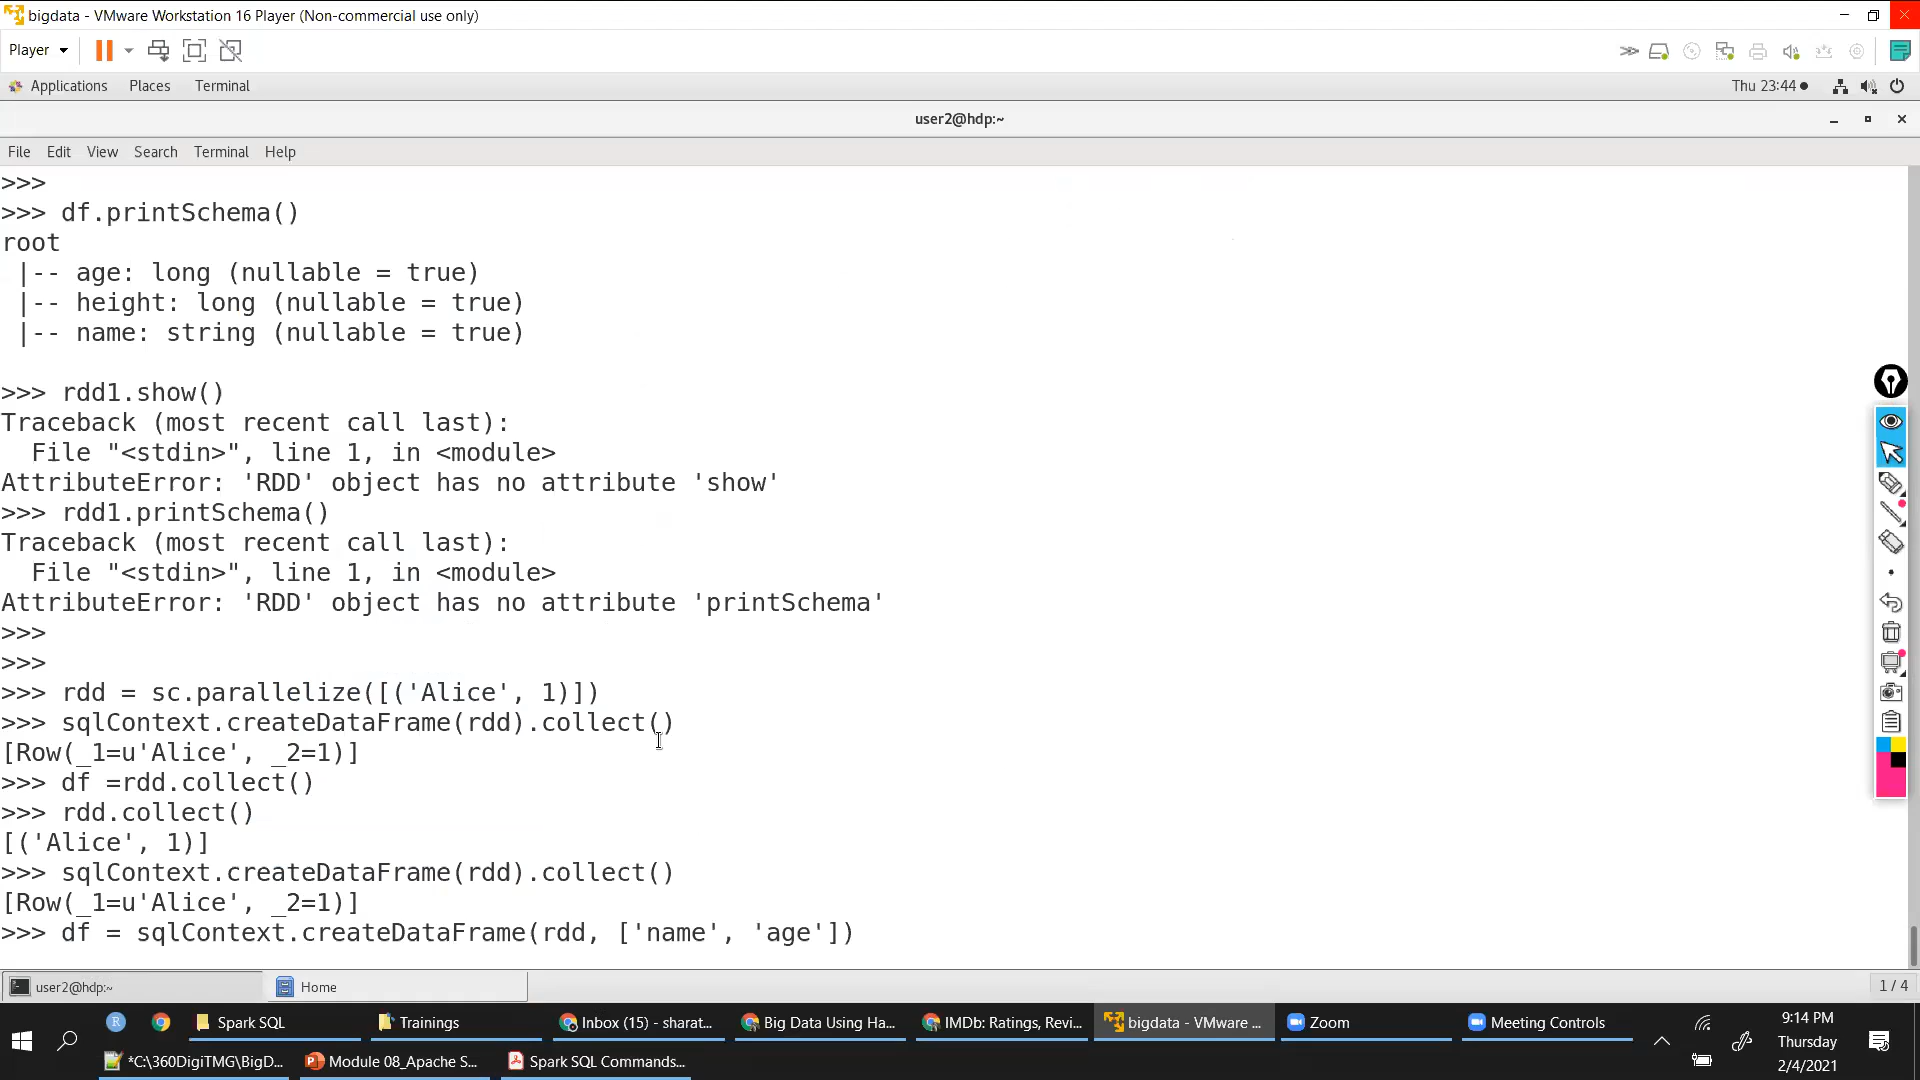 bigdata - VMware Workstation 16 Player (Non-commercial use only)
Player
Applications Places Terminal Thu 23:44
user2@hdp:~
File Edit View Search Terminal Help
>>>
>>> df.printSchema()
root
 |-- age: long (nullable = true)
 |-- height: long (nullable = true)
 |-- name: string (nullable = true)
>>> rdd1.show()
Traceback (most recent call last):
  File "<stdin>", line 1, in <module>
AttributeError: 'RDD' object has no attribute 'show'
>>> rdd1.printSchema()
Traceback (most recent call last):
  File "<stdin>", line 1, in <module>
AttributeError: 'RDD' object has no attribute 'printSchema'
>>>
>>>
>>> rdd = sc.parallelize([('Alice', 1)])
>>> sqlContext.createDataFrame(rdd).collect()
[Row(_1=u'Alice', _2=1)]
>>> df =rdd.collect()
>>> rdd.collect()
[('Alice', 1)]
>>> sqlContext.createDataFrame(rdd).collect()
[Row(_1=u'Alice', _2=1)]
>>> df = sqlContext.createDataFrame(rdd, ['name', 'age'])
user2@hdp:~ Home 1 / 4
R Spark SQL Trainings Inbox (15) - sharat... Big Data Using Ha... IMDb: Ratings, Revi... bigdata - VMware ... Zoom Meeting Controls
*C:\360DigiTMG\BigD... Module 08_Apache S... Spark SQL Commands...
9:14 PM
Thursday
2/4/2021